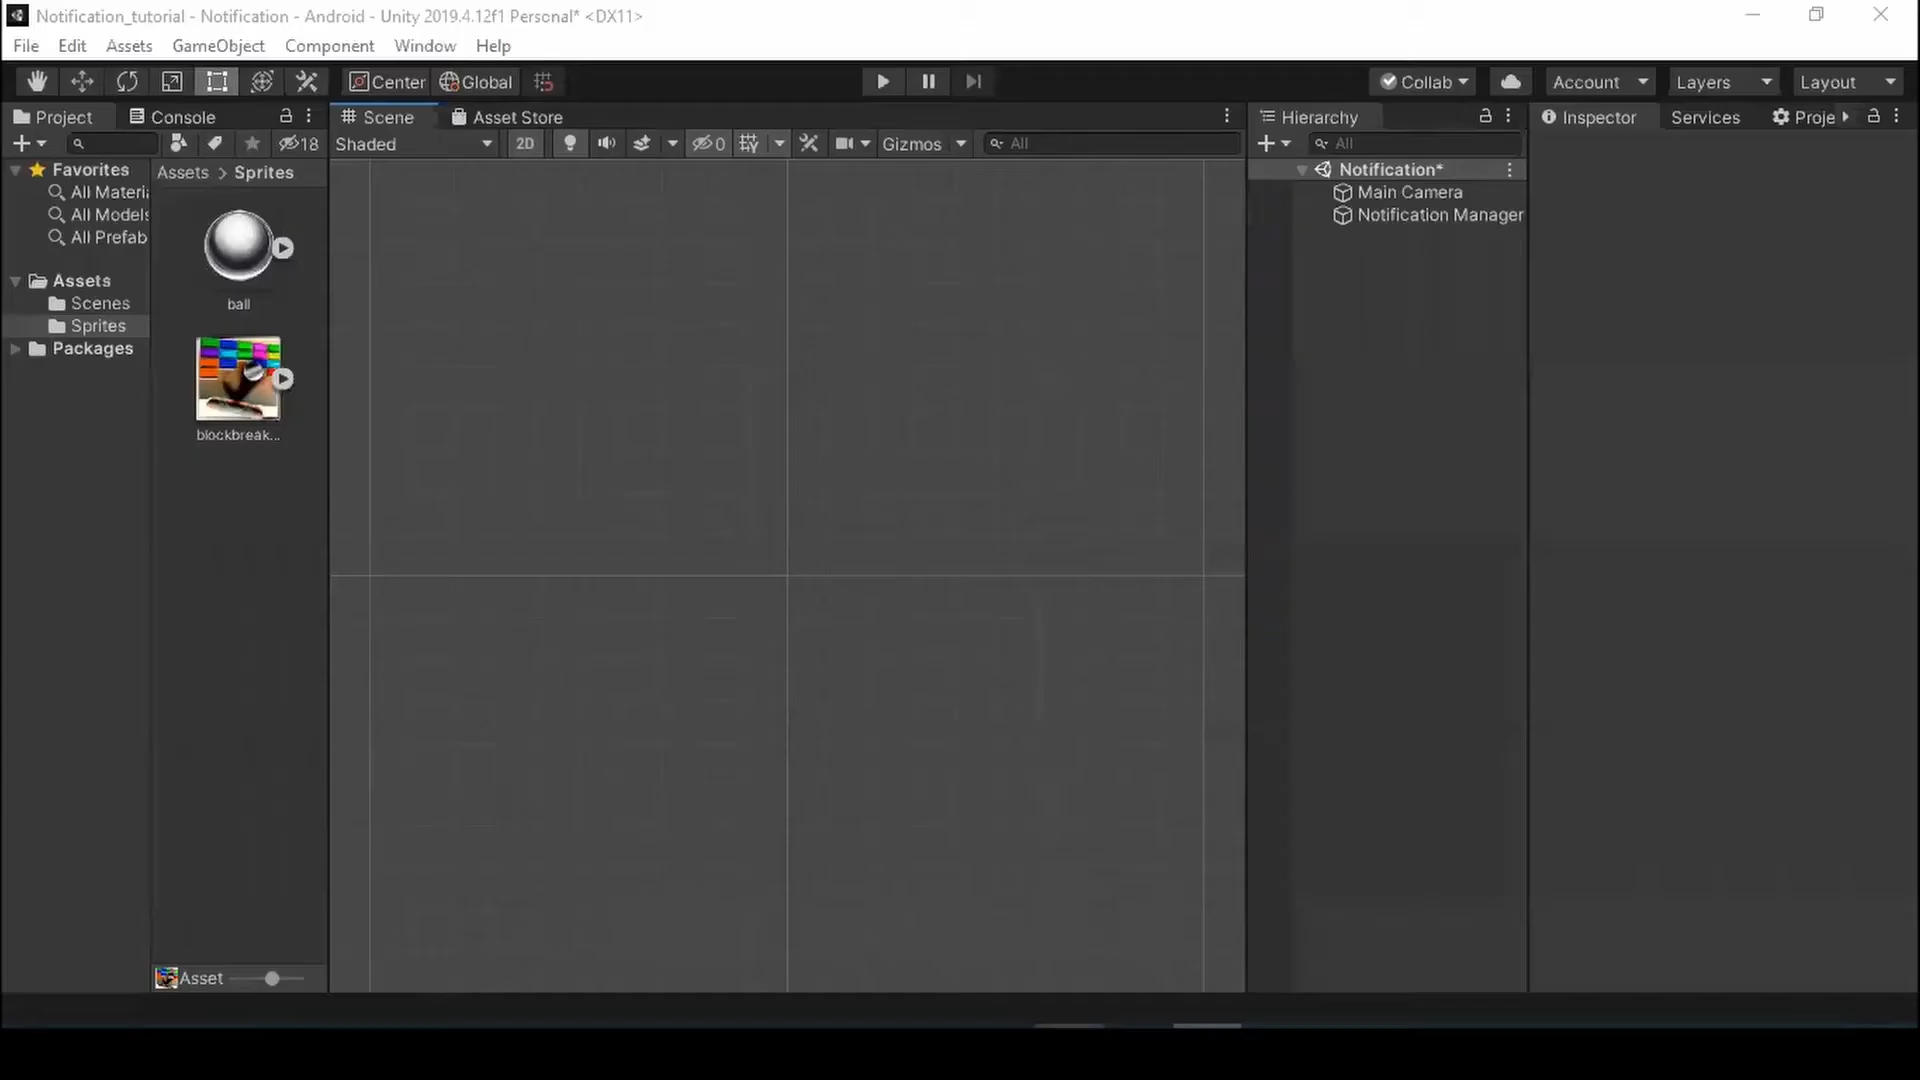 Notification_tutorial - Notification - Android - Unity 2019.4.12f1 Personal* <DX11>
File Edit Assets GameObject Component Window Help
Center Global Collab Account Layers Layout
Project Console Scene Asset Store Hierarchy Inspector Services Proje
18 Shaded 2D 0 Gizmos All All
Favorites Assets > Sprites Notification*
All Materi Main Camera
All Models Notification Manager
All Prefab
Assets
Scenes ball
Sprites
Packages
blockbreak...
Asset